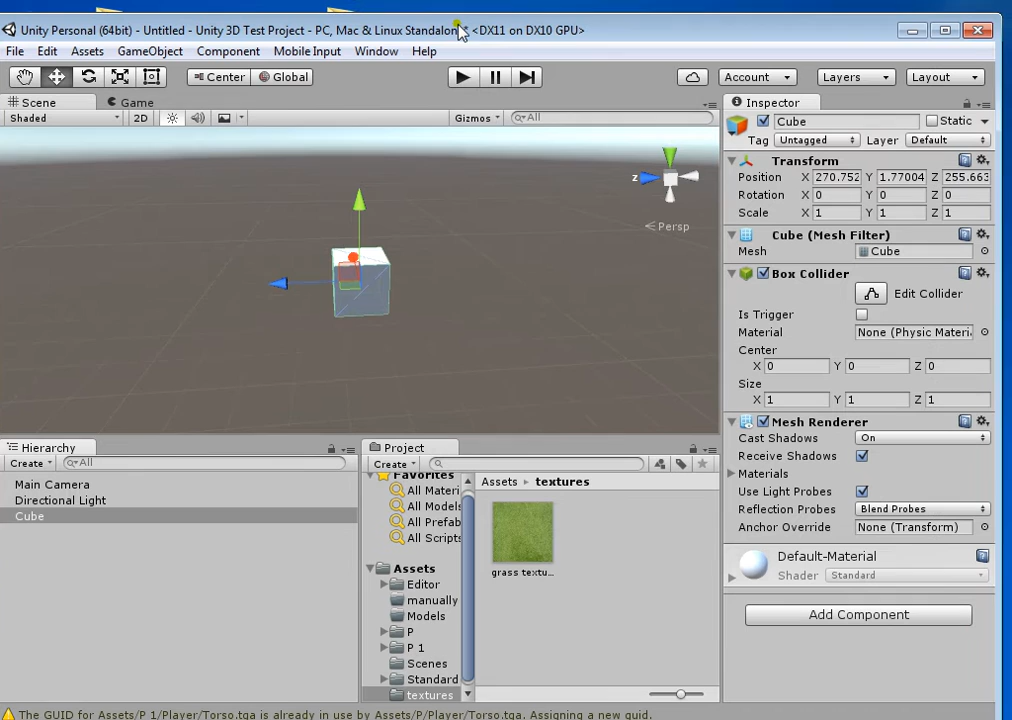 Unity Personal (64bit) - Untitled - Unity 3D Test Project - PC, Mac & Linux Standalon <DX11 on DX10 GPU>
File Edit Assets GameObject Component Mobile Input Window Help
Center Global Account Layers Layout
Scene Game
Shaded 2D Gizmos All
z
Persp
Inspector
Cube Static
Tag Untagged Layer Default
Transform
Position X 270.752 Y 1.77004 Z 255.663
Rotation X 0 Y 0 Z 0
Scale X 1 Y 1 Z 1
Cube (Mesh Filter)
Mesh Cube
Box Collider
Edit Collider
Is Trigger
Material None (Physic Materi
Center
X 0 Y 0 Z 0
Size
X 1 Y 1 Z 1
Mesh Renderer
Cast Shadows On
Receive Shadows
Materials
Use Light Probes
Reflection Probes Blend Probes
Anchor Override None (Transform)
Default-Material
Shader Standard
Add Component
Hierarchy
Create All
Main Camera
Directional Light
Cube
Project
Create
Favorites
All Materi
All Models
All Prefab
All Scripts
Assets
Editor
manually
Models
P
P 1
Scenes
Standard
textures
Assets textures
grass textu...
The GUID for Assets/P 1/Player/Torso.tga is already in use by Assets/P/Player/Torso.tga. Assigning a new guid.